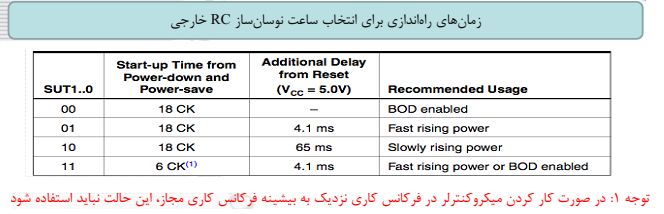 زمان‌های راه‌اندازی برای انتخاب ساعت نوسان‌ساز RC خارجی
SUT1..0 Start-up Time from Power-down and Power-save Additional Delay from Reset (VCC = 5.0V) Recommended Usage
00 18 CK – BOD enabled
01 18 CK 4.1 ms Fast rising power
10 18 CK 65 ms Slowly rising power
11 6 CK(1) 4.1 ms Fast rising power or BOD enabled
توجه ۱: در صورت کار کردن میکروکنترلر در فرکانس کاری نزدیک به بیشینه فرکانس کاری مجاز، این حالت نباید استفاده شود